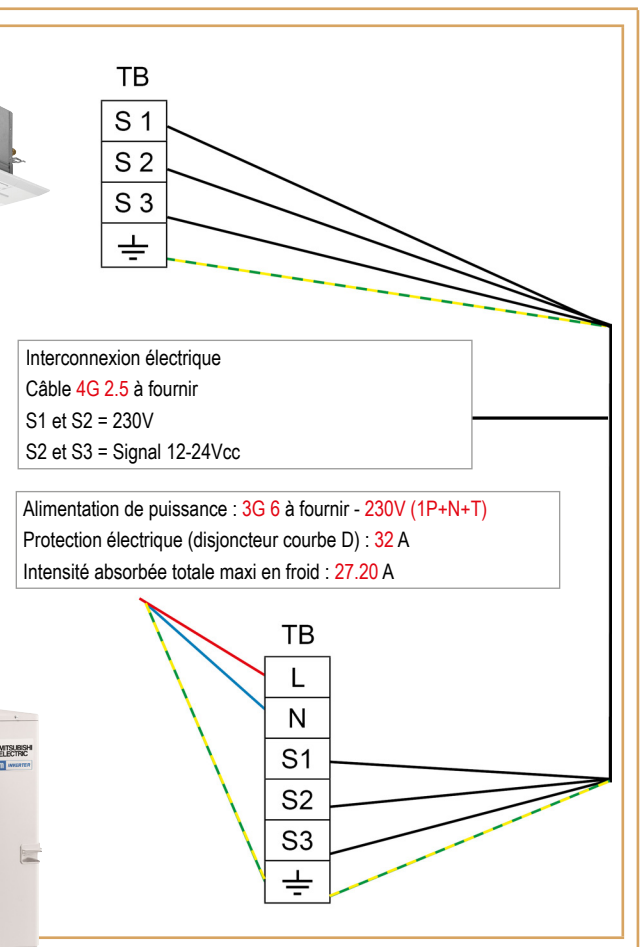 TB
S 1
S 2
S 3
Interconnexion électrique
Câble 4G 2.5 à fournir
S1 et S2 = 230V
S2 et S3 = Signal 12-24Vcc
Alimentation de puissance : 3G 6 à fournir - 230V (1P+N+T)
Protection électrique (disjoncteur courbe D) : 32 A
Intensité absorbée totale maxi en froid : 27.20 A
TB
L
N
S1
S2
S3
MITSUBISHI
ELECTRIC
INVERTER